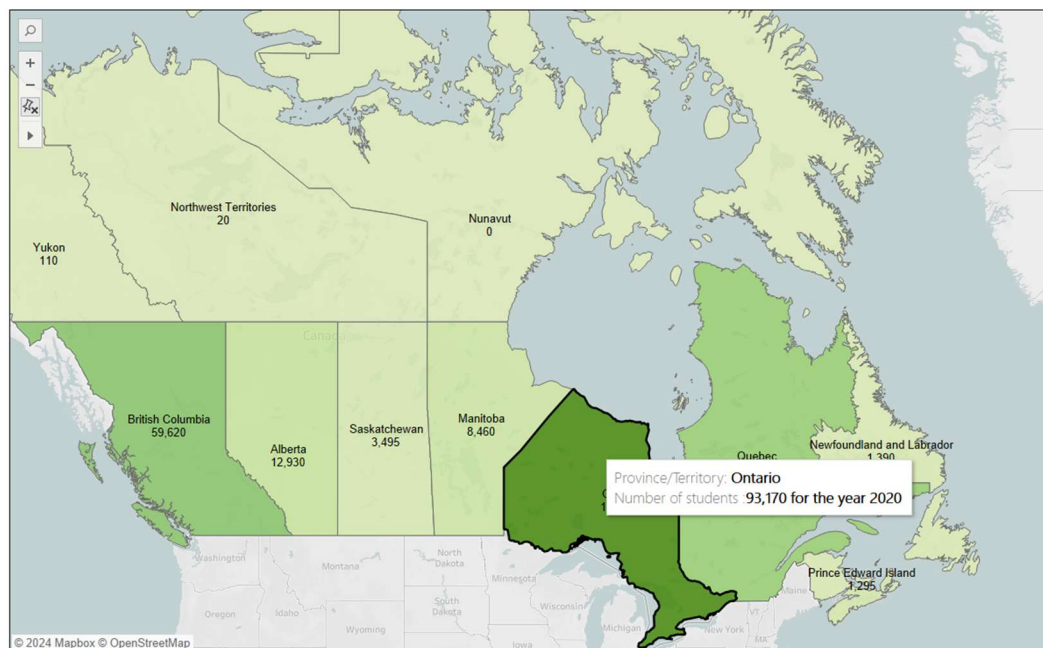 Northwest Territories
20
Nunavut
0
Yukon
110
Canada
British Columbia
59,620
Alberta
12,930
Saskatchewan
3,495
Manitoba
8,460
Quebec
Newfoundland and Labrador
1,390
Province/Territory: Ontario
Number of students 93,170 for the year 2020
Prince Edward Island
1,295
Washington
Montana
North
Dakota
Minnesota
Oregon
Idaho
Wyoming
South
Dakota
Wisconsin
Michigan
Iowa
New York
Maine
VT
NH
MA
© 2024 Mapbox © OpenStreetMap